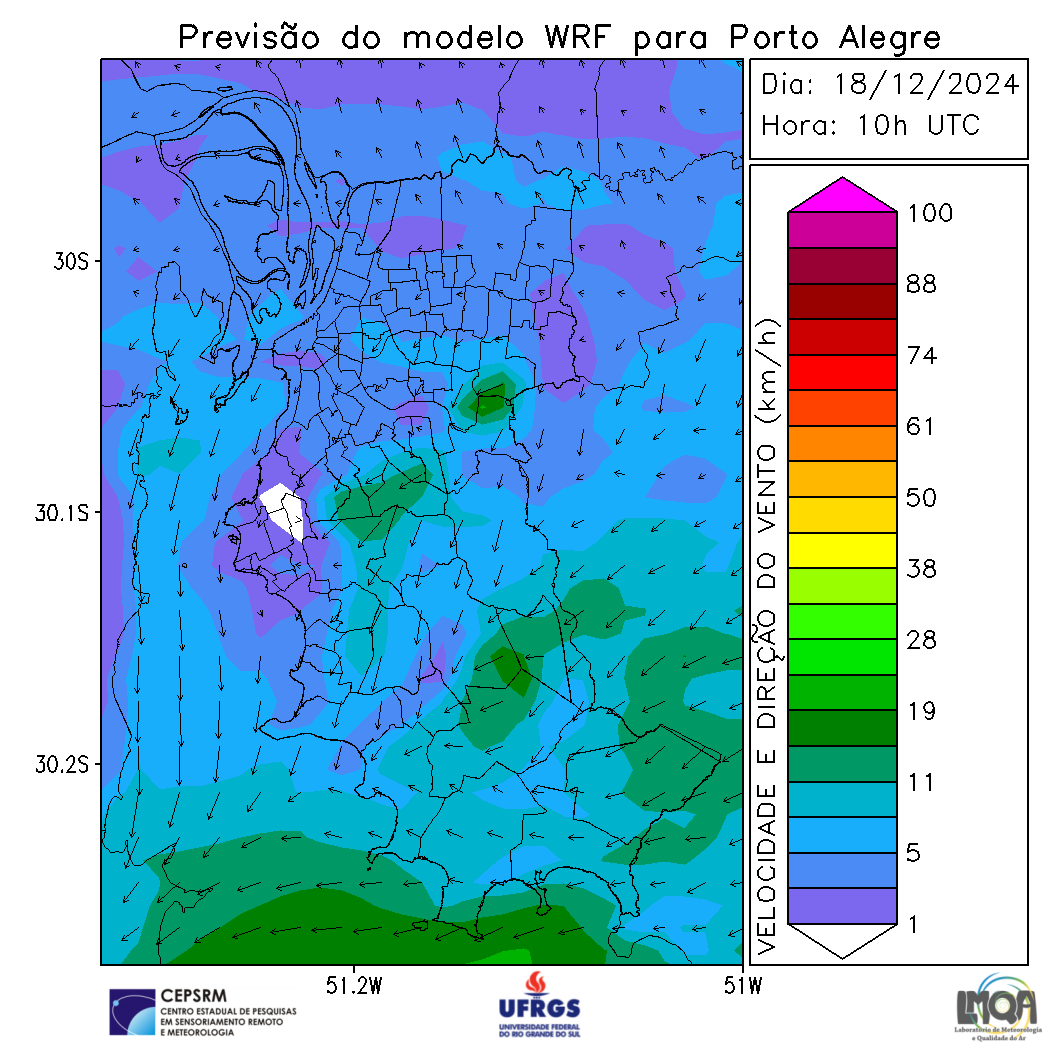 Previsão do modelo WRF para Porto Alegre
Dia: 18/12/2024
Hora: 10h UTC
30S
30.1S
30.2S
51.2W
51W
VELOCIDADE E DIREÇÃO DO VENTO (km/h)
100
88
74
61
50
38
28
19
11
5
1
CEPSRM
CENTRO ESTADUAL DE PESQUISAS
EM SENSORIAMENTO REMOTO
E METEOROLOGIA
UFRGS
UNIVERSIDADE FEDERAL
DO RIO GRANDE DO SUL
LMQA
Laboratório de Meteorologia
e Qualidade do Ar